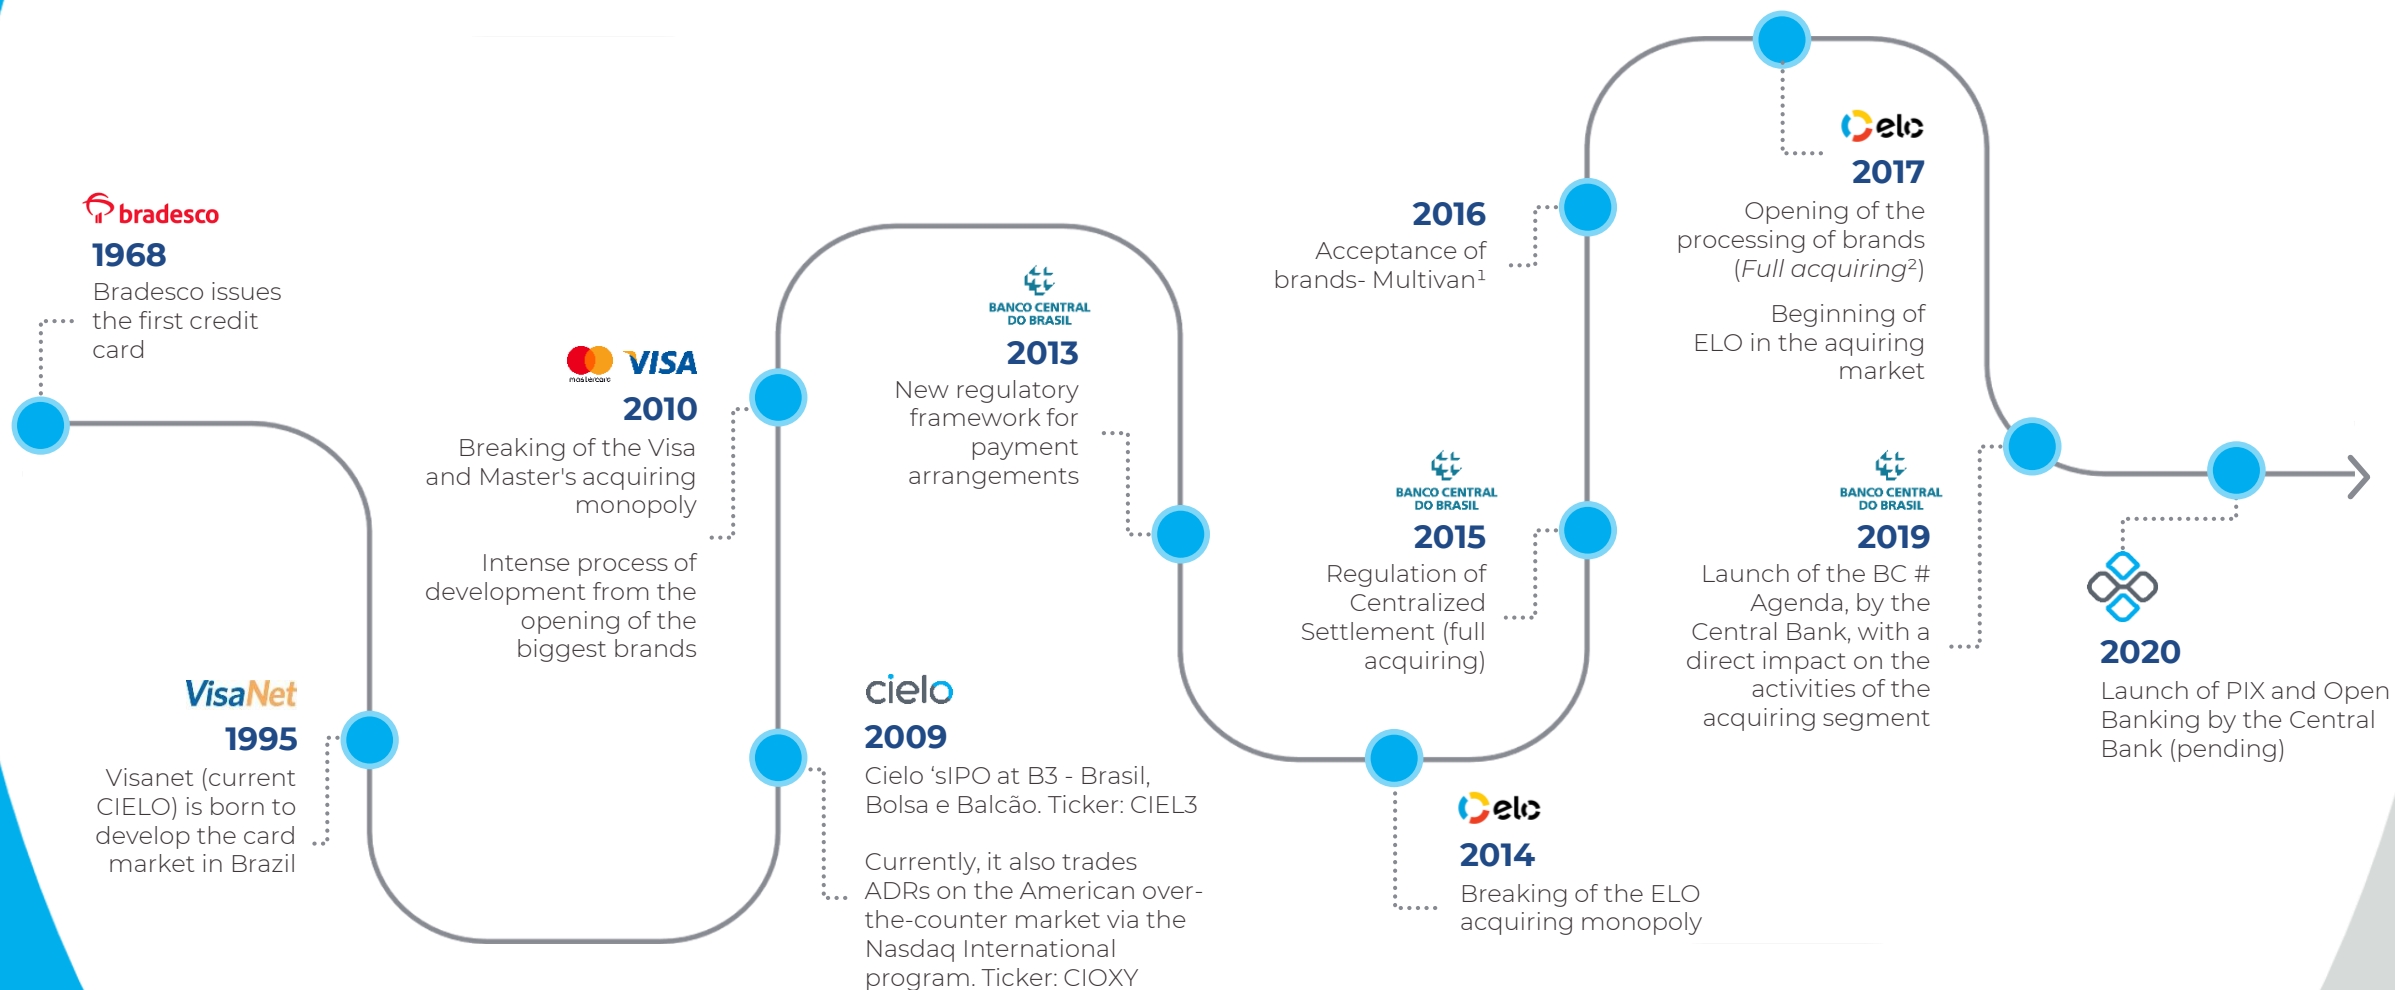 bradesco
1968
Bradesco issues
the first credit
card
VisaNet
1995
Visanet (current
CIELO) is born to
develop the card
market in Brazil
cielo
2009
Cielo ‘sIPO at B3 - Brasil,
Bolsa e Balcão. Ticker: CIEL3
Currently, it also trades
ADRs on the American over-
the-counter market via the
Nasdaq International
program. Ticker: CIOXY
mastercard VISA
2010
Breaking of the Visa
and Master's acquiring
monopoly
Intense process of
development from the
opening of the
biggest brands
BANCO CENTRAL
DO BRASIL
2013
New regulatory
framework for
payment
arrangements
elo
2014
Breaking of the ELO
acquiring monopoly
BANCO CENTRAL
DO BRASIL
2015
Regulation of
Centralized
Settlement (full
acquiring)
2016
Acceptance of
brands- Multivan¹
elo
2017
Opening of the
processing of brands
(Full acquiring²)
Beginning of
ELO in the aquiring
market
BANCO CENTRAL
DO BRASIL
2019
Launch of the BC #
Agenda, by the
Central Bank, with a
direct impact on the
activities of the
acquiring segment
2020
Launch of PIX and Open
Banking by the Central
Bank (pending)